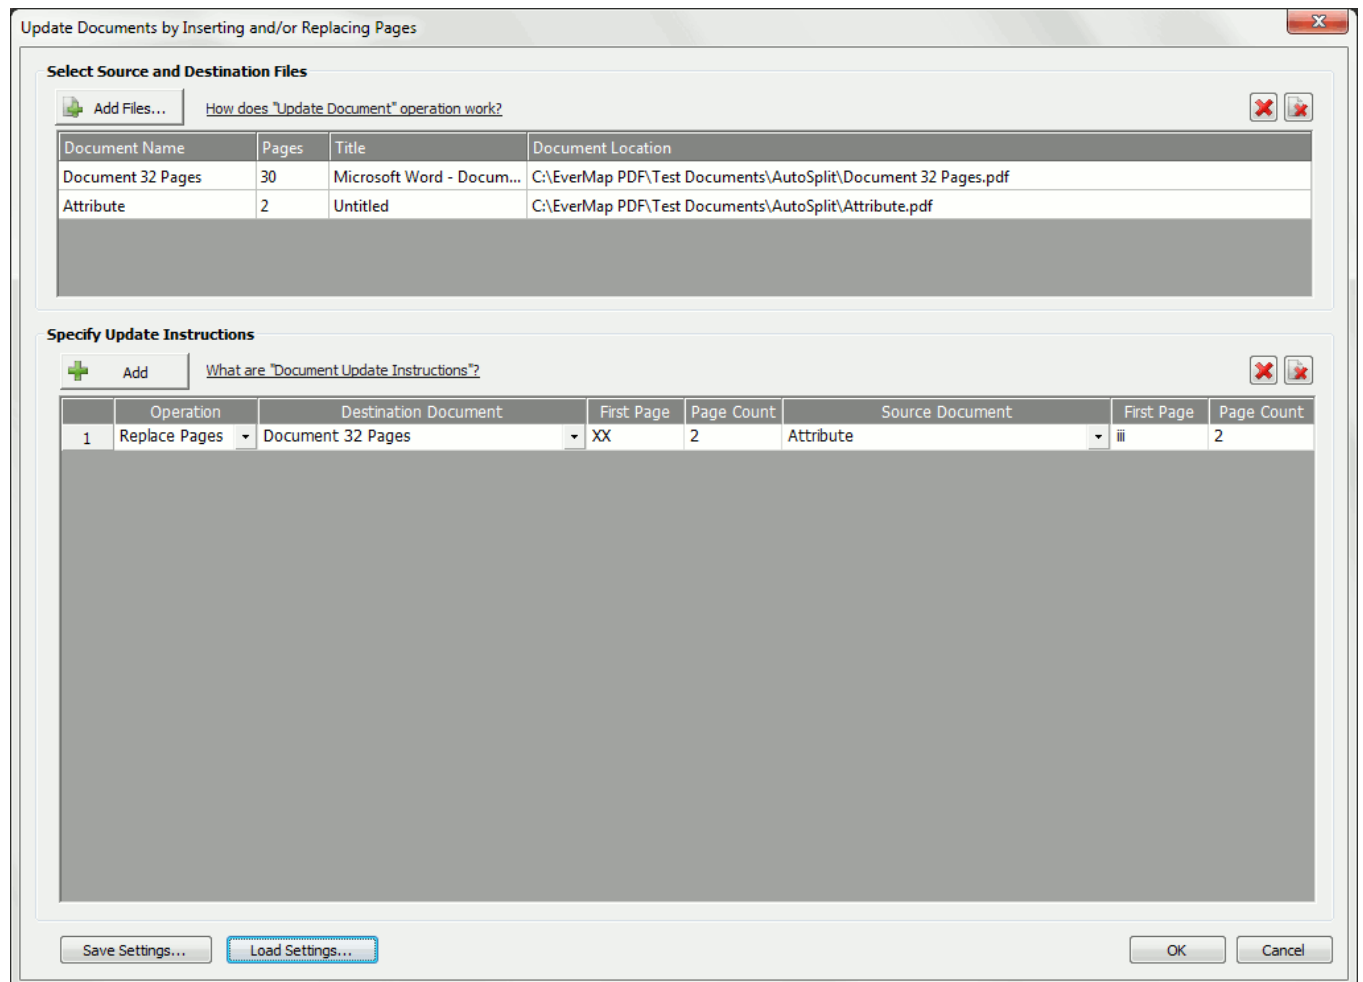 Update Documents by Inserting and/or Replacing Pages
Select Source and Destination Files
Add Files... How does "Update Document" operation work?
Document Name Pages Title Document Location
Document 32 Pages 30 Microsoft Word - Docum... C:\EverMap PDF\Test Documents\AutoSplit\Document 32 Pages.pdf
Attribute 2 Untitled C:\EverMap PDF\Test Documents\AutoSplit\Attribute.pdf
Specify Update Instructions
Add What are "Document Update Instructions"?
Operation Destination Document First Page Page Count Source Document First Page Page Count
1 Replace Pages Document 32 Pages XX 2 Attribute iii 2
Save Settings... Load Settings... OK Cancel